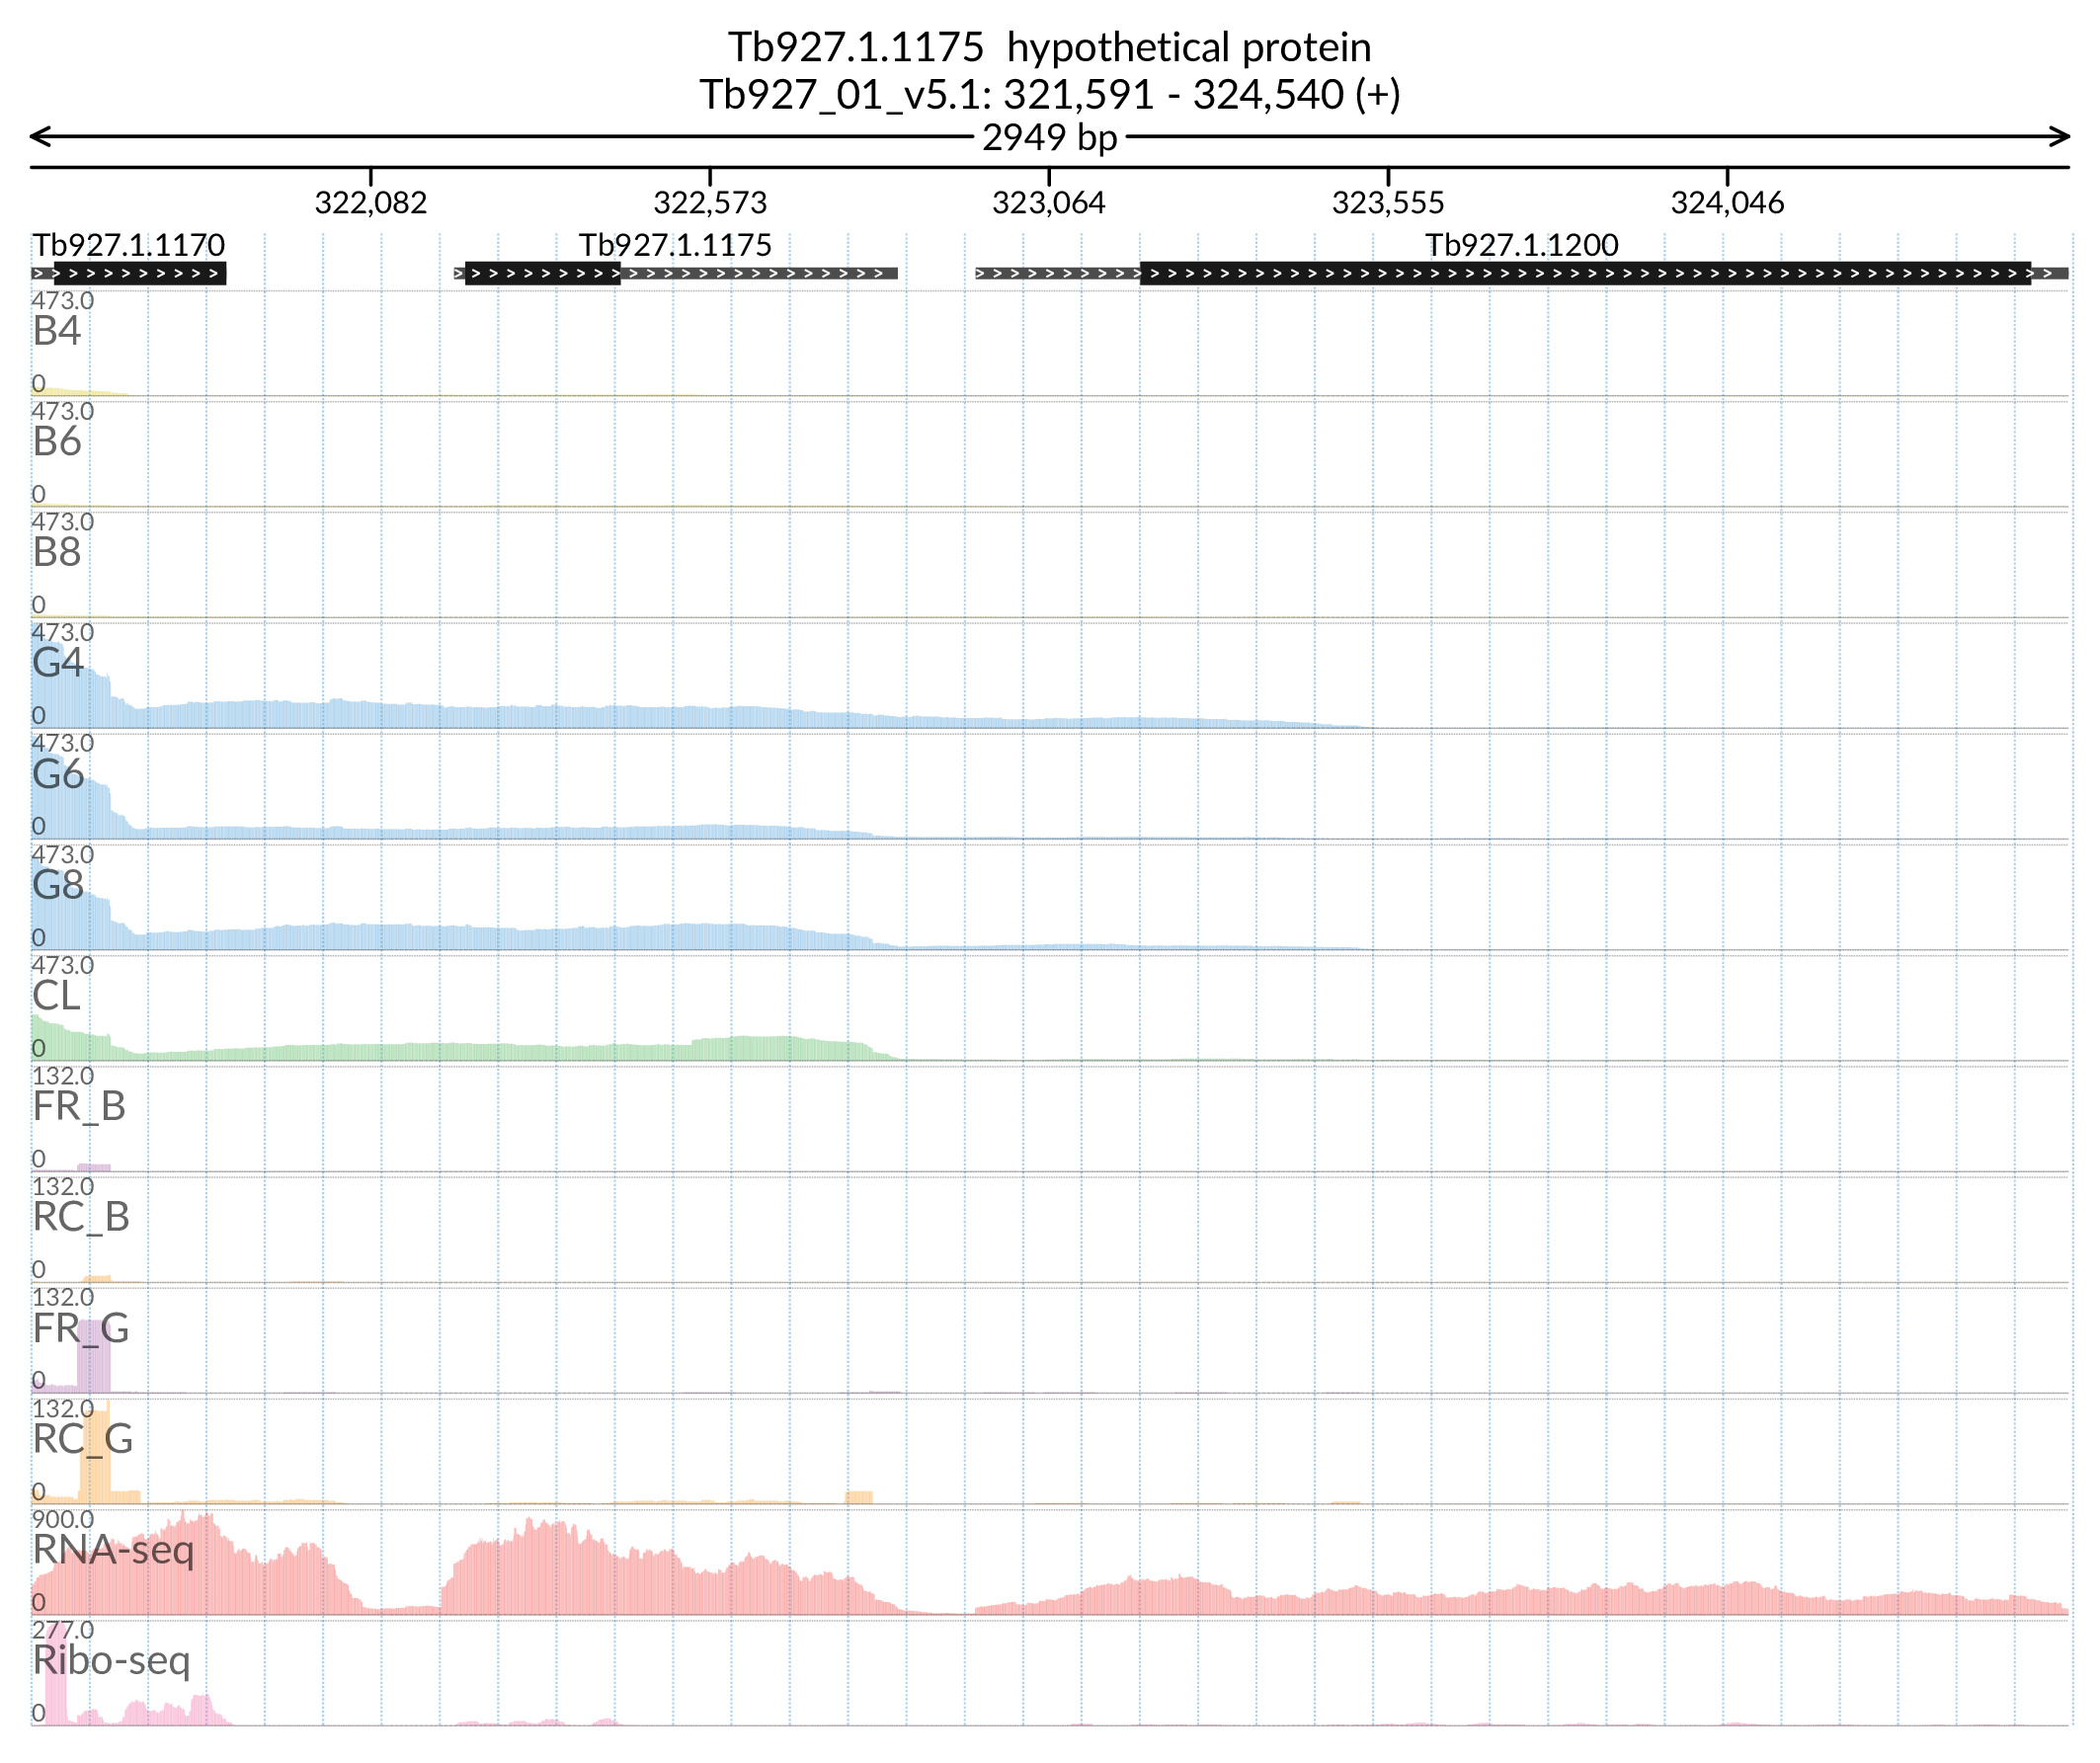 Tb927.1.1175  hypothetical protein
Tb927_01_v5.1: 321,591 - 324,540 (+)
2949 bp
322,082 322,573 323,064 323,555 324,046
Tb927.1.1170 Tb927.1.1175 Tb927.1.1200
473.0
B4
0
473.0
B6
0
473.0
B8
0
473.0
G4
0
473.0
G6
0
473.0
G8
0
473.0
CL
0
132.0
FR_B
0
132.0
RC_B
0
132.0
FR_G
0
132.0
RC_G
0
900.0
RNA-seq
0
277.0
Ribo-seq
0